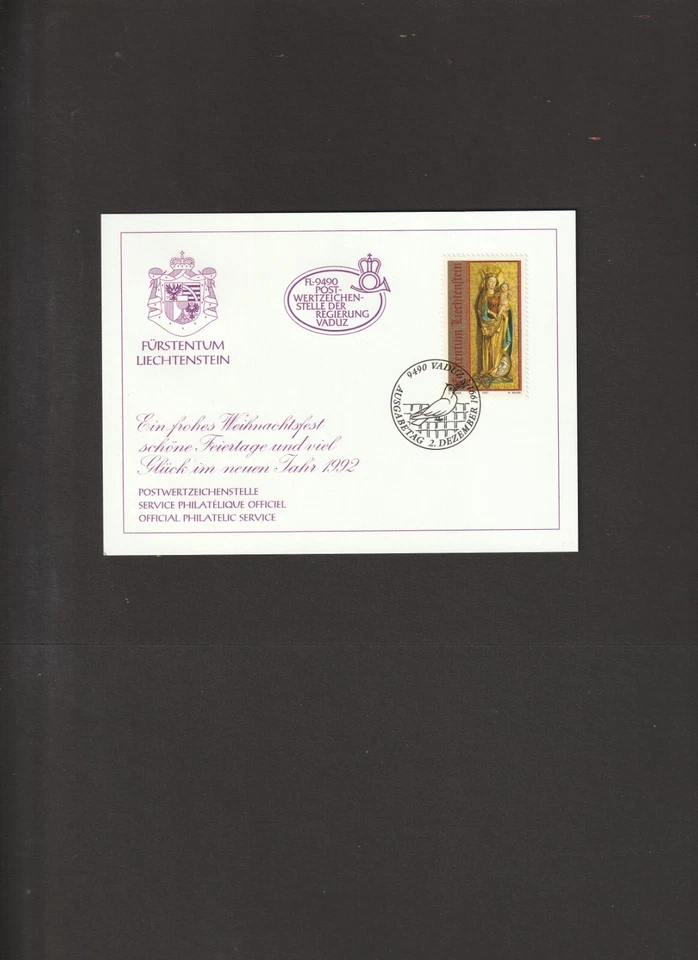 FÜRSTENTUM
LIECHTENSTEIN
FL-9490
POST-
WERTZEICHEN-
STELLE DER
REGIERUNG
VADUZ
Liechtenstein
9490 VADUZ
AUSGABETAG 2. DEZEMBER
Ein frohes Weihnachtsfest
schöne Feiertage und viel
Glück im neuen Jahr 1992
POSTWERTZEICHENSTELLE
SERVICE PHILATÉLIQUE OFFICIEL
OFFICIAL PHILATELIC SERVICE